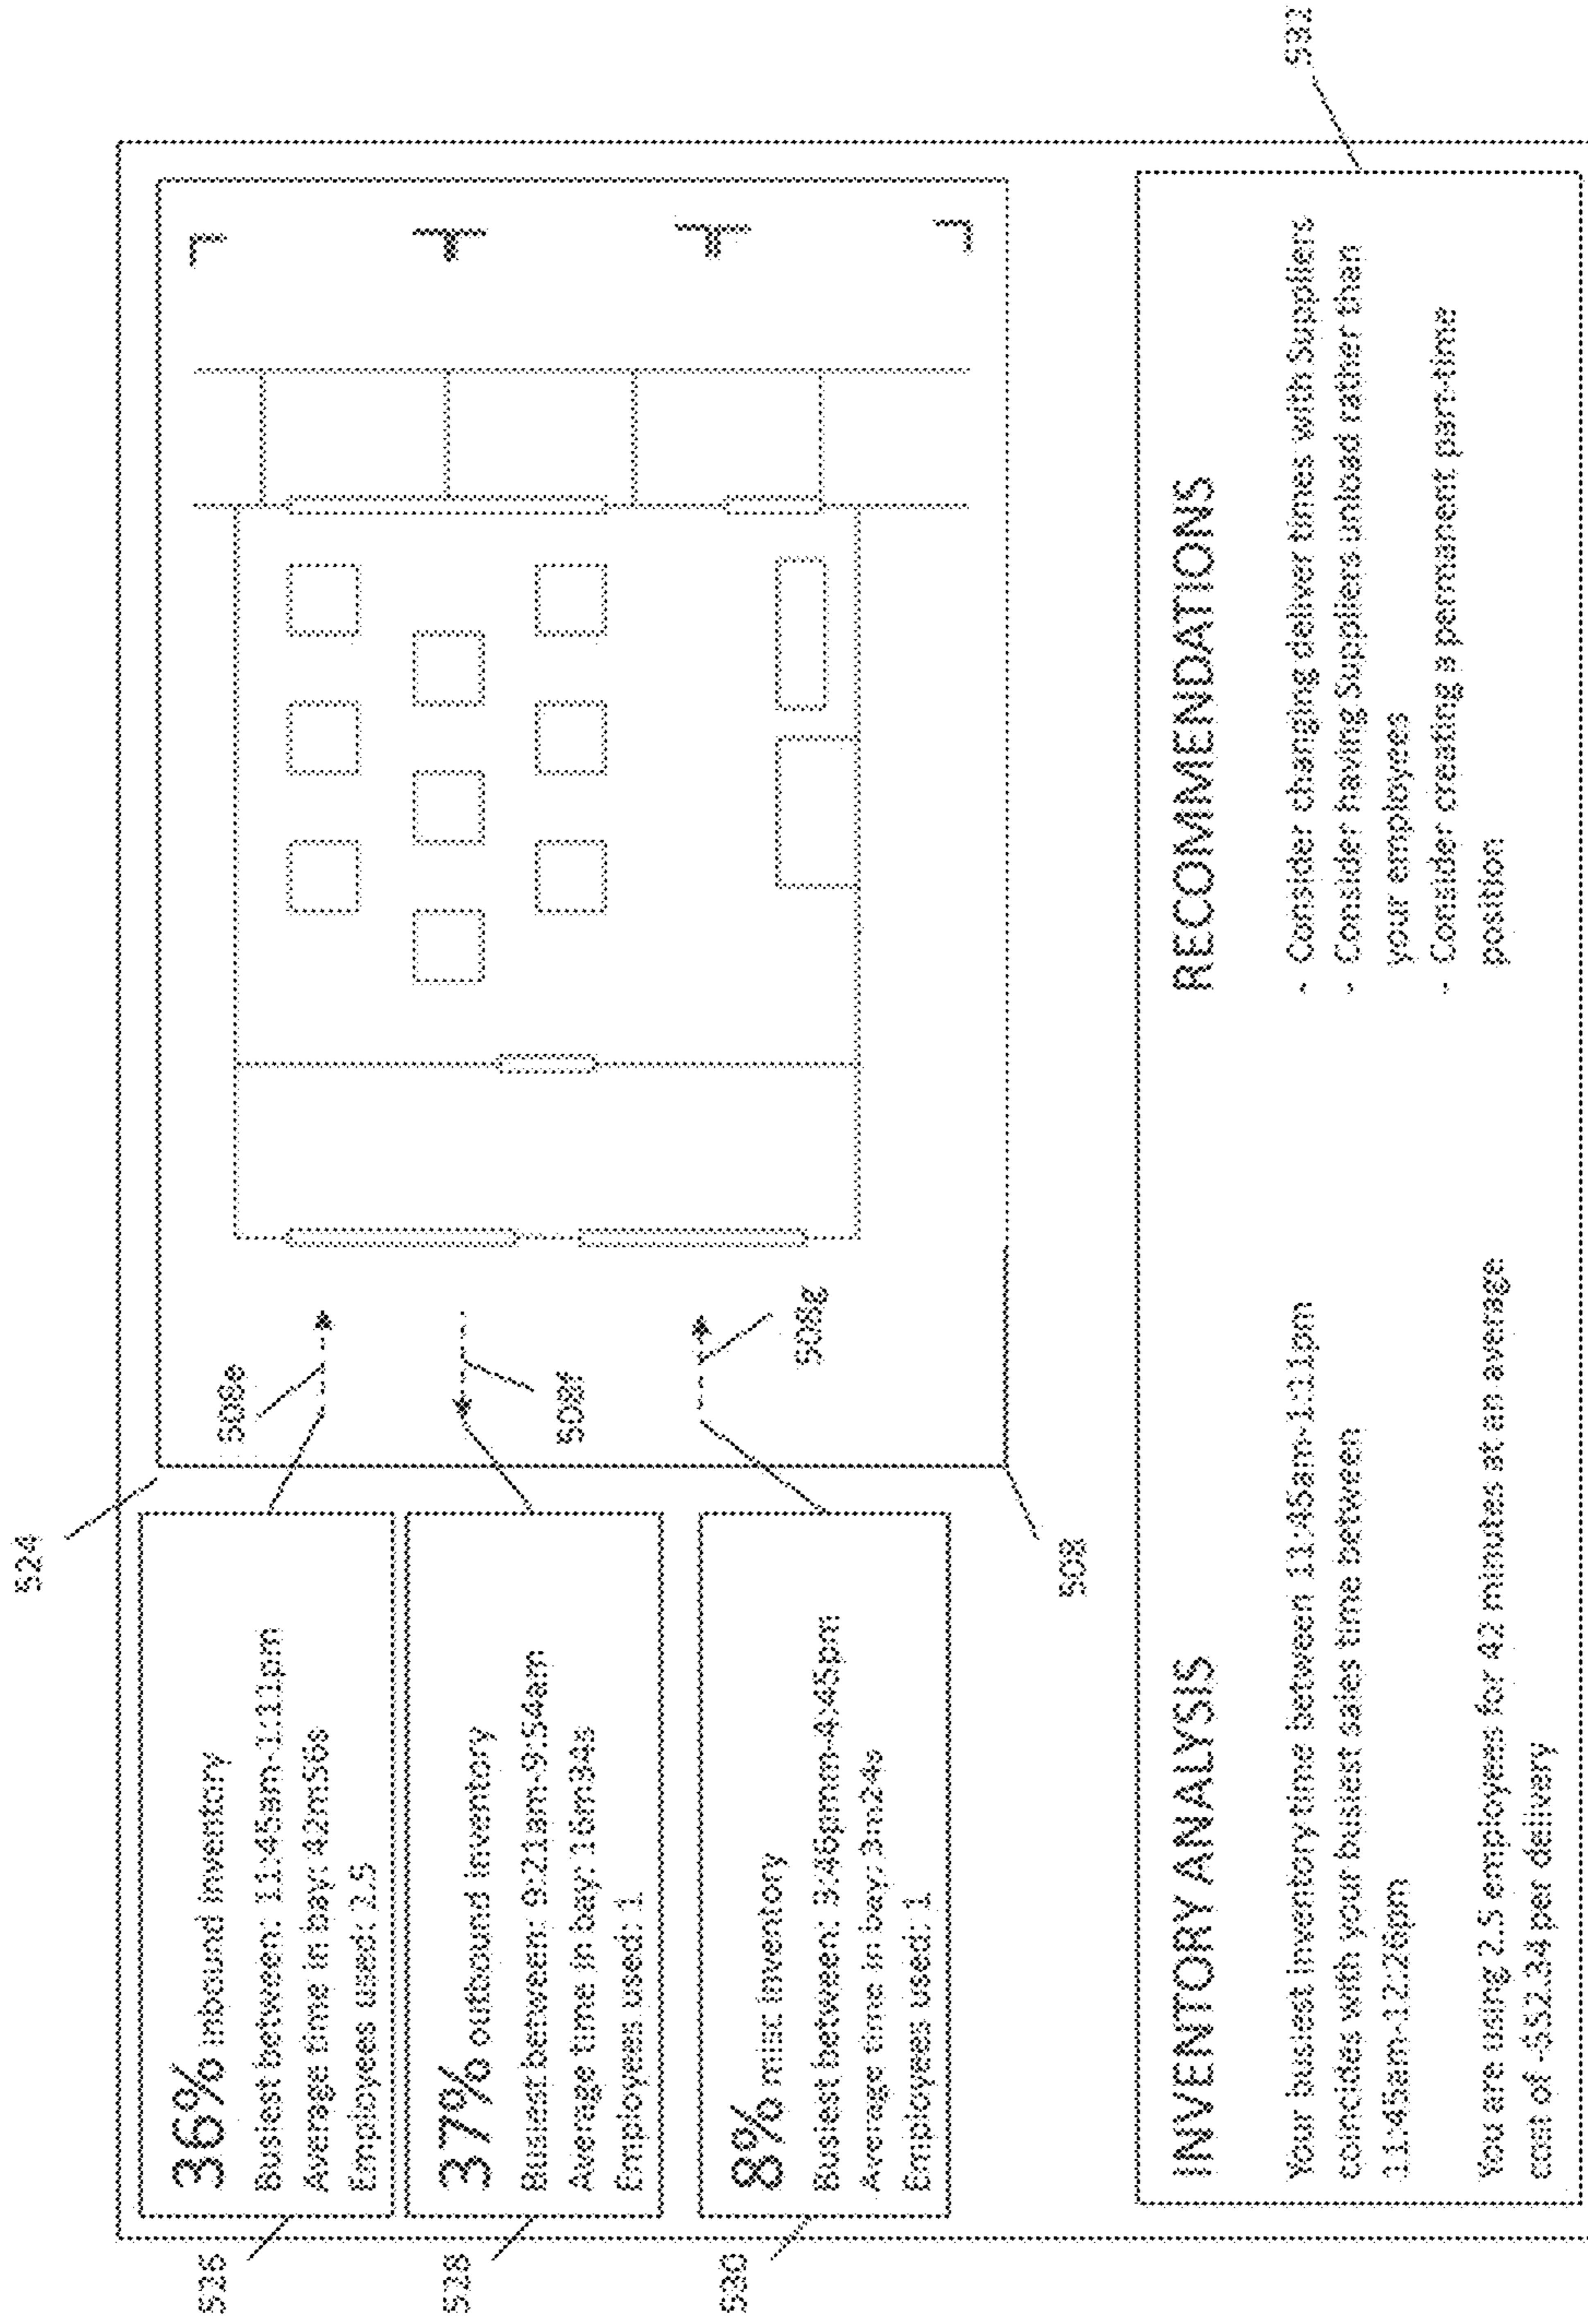 524
526
36% inbound inventory
Busiest between: 11:45am-1:11pm
Average time in bay: 42m56s
Employees used: 2.5
528
37% outbound inventory
Busiest between: 9:21am-9:54am
Average time in bay: 16m34s
Employees used: 1
530
8% misc inventory
Busiest between: 3:46pmm-4:45pm
Average time in bay: 3m24s
Employees used: 1
508e
508f
508g
508
INVENTORY ANALYSIS
Your busiest inventory time between 11:45am-1:11pm
coincides with your busiest sales time between
11:45am-12:26pm
You are using 2.5 employees for 42 minutes at an average
cost of ~$52.34 per delivery
RECOMMENDATIONS
- Consider changing deliver times with Suppliers
- Consider having Suppliers unload rather than
your employees
- Consider creating a permanent part-time
position
532